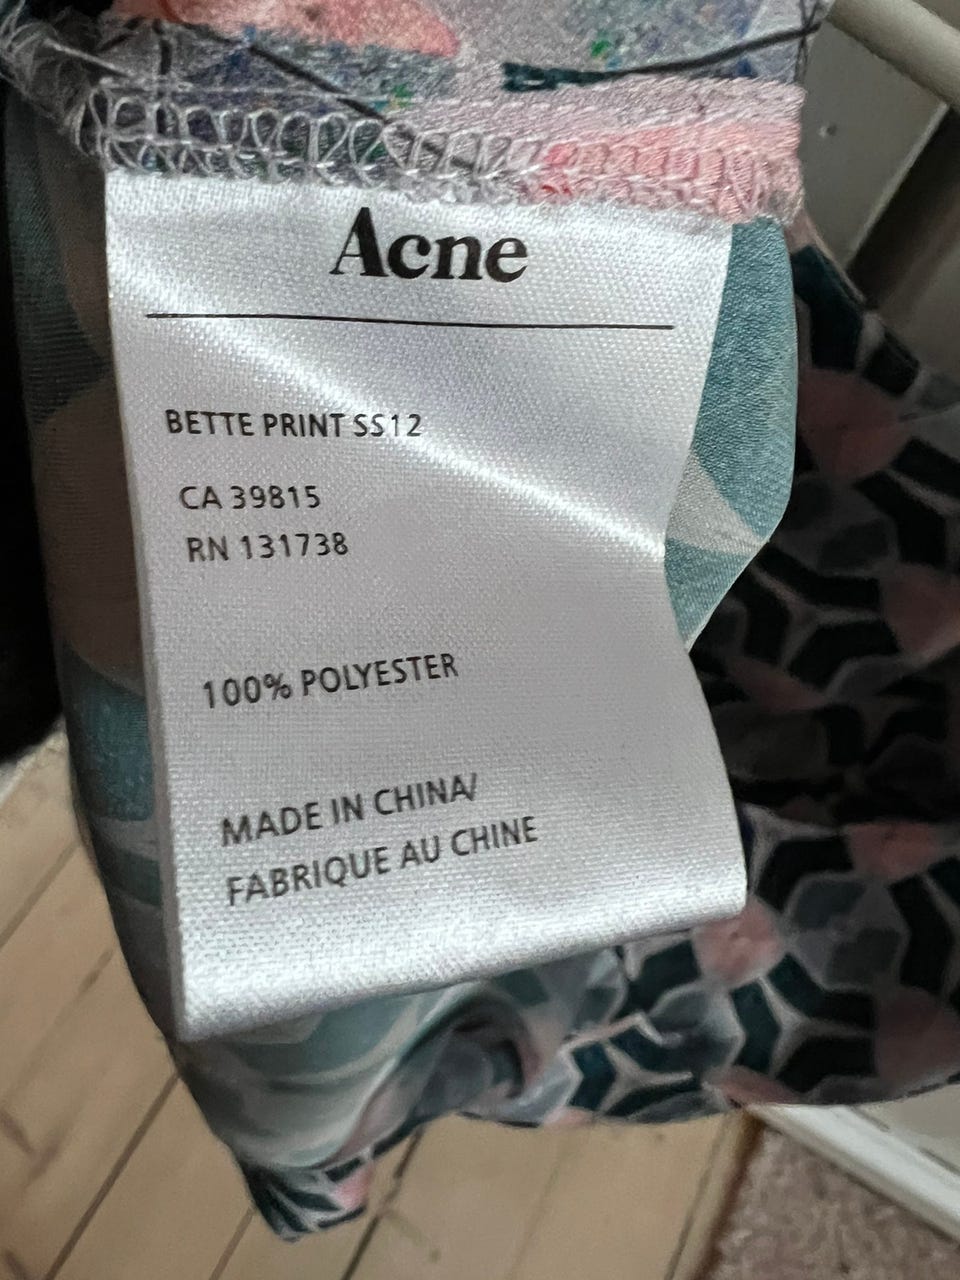 Acne
BETTE PRINT SS12
CA 39815
RN 131738
100% POLYESTER
MADE IN CHINA/
FABRIQUE AU CHINE